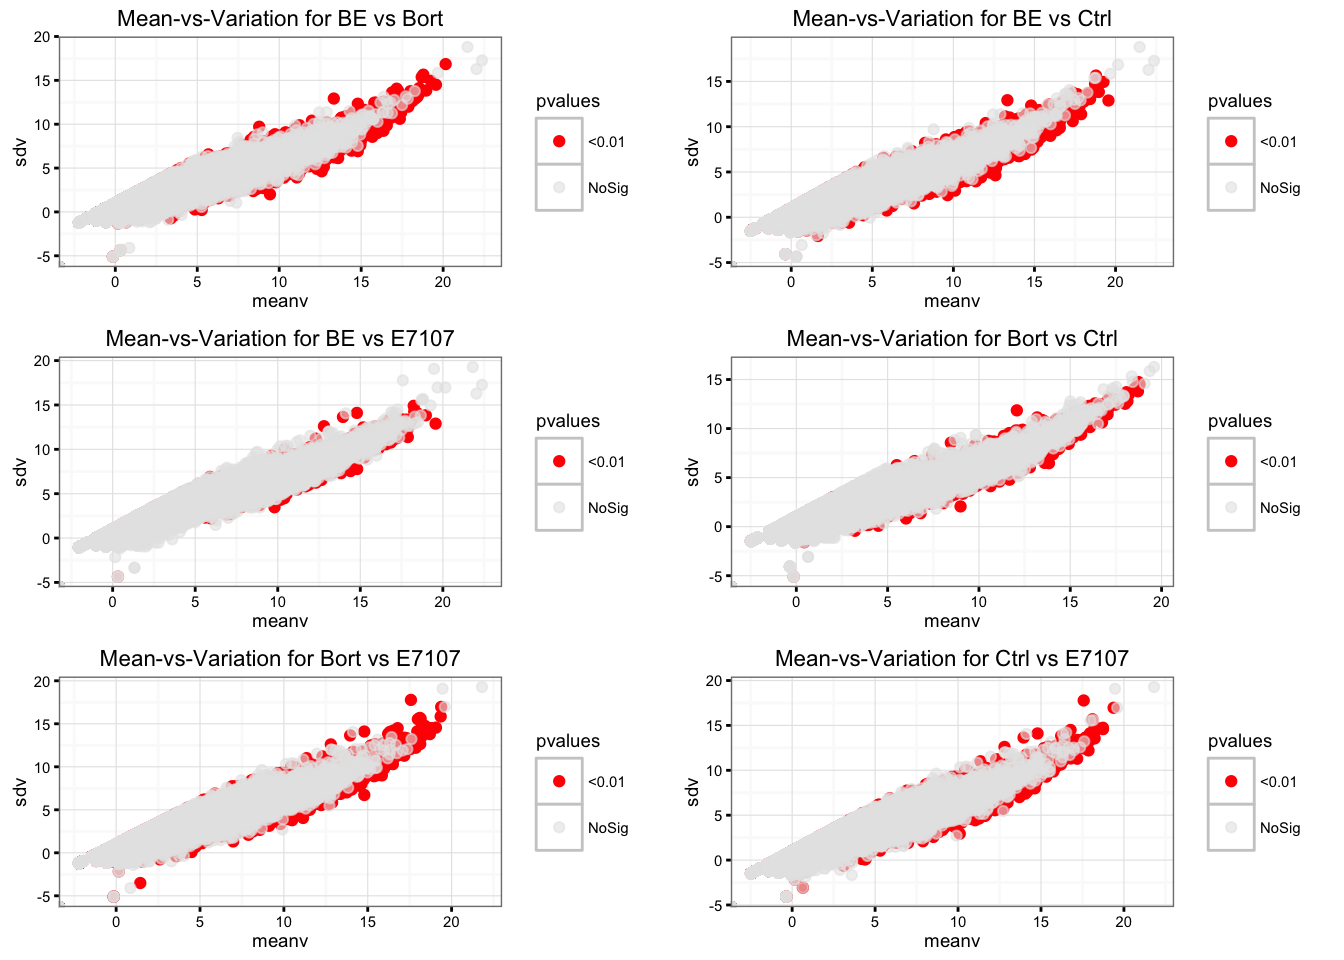 Mean-vs-Variation for BE vs Bort
20
15
10
5
0
-5
sdv
0 5 10 15 20
meanv
pvalues
<0.01
NoSig
Mean-vs-Variation for BE vs Ctrl
15
10
5
0
-5
sdv
0 5 10 15 20
meanv
pvalues
<0.01
NoSig
Mean-vs-Variation for BE vs E7107
20
15
10
5
0
-5
sdv
0 5 10 15 20
meanv
pvalues
<0.01
NoSig
Mean-vs-Variation for Bort vs Ctrl
15
10
5
0
-5
sdv
0 5 10 15 20
meanv
pvalues
<0.01
NoSig
Mean-vs-Variation for Bort vs E7107
20
15
10
5
0
-5
sdv
0 5 10 15 20
meanv
pvalues
<0.01
NoSig
Mean-vs-Variation for Ctrl vs E7107
20
15
10
5
0
-5
sdv
0 5 10 15 20
meanv
pvalues
<0.01
NoSig